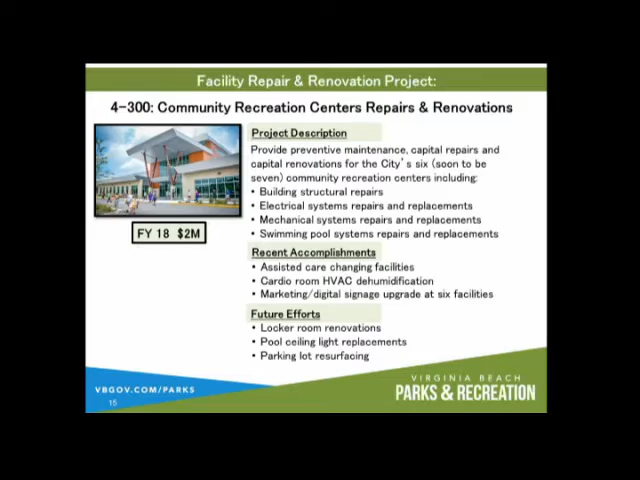 Facility Repair & Renovation Project:
4-300: Community Recreation Centers Repairs & Renovations
Project Description
Provide preventive maintenance, capital repairs and
capital renovations for the City's six (soon to be
seven) community recreation centers including:
• Building structural repairs
• Electrical systems repairs and replacements
• Mechanical systems repairs and replacements
• Swimming pool systems repairs and replacements
FY 18 $2M
Recent Accomplishments
• Assisted care changing facilities
• Cardio room HVAC dehumidification
• Marketing/digital signage upgrade at six facilities
Future Efforts
• Locker room renovations
• Pool ceiling light replacements
• Parking lot resurfacing
VBGOV.COM/PARKS
15
VIRGINIA BEACH
PARKS & RECREATION